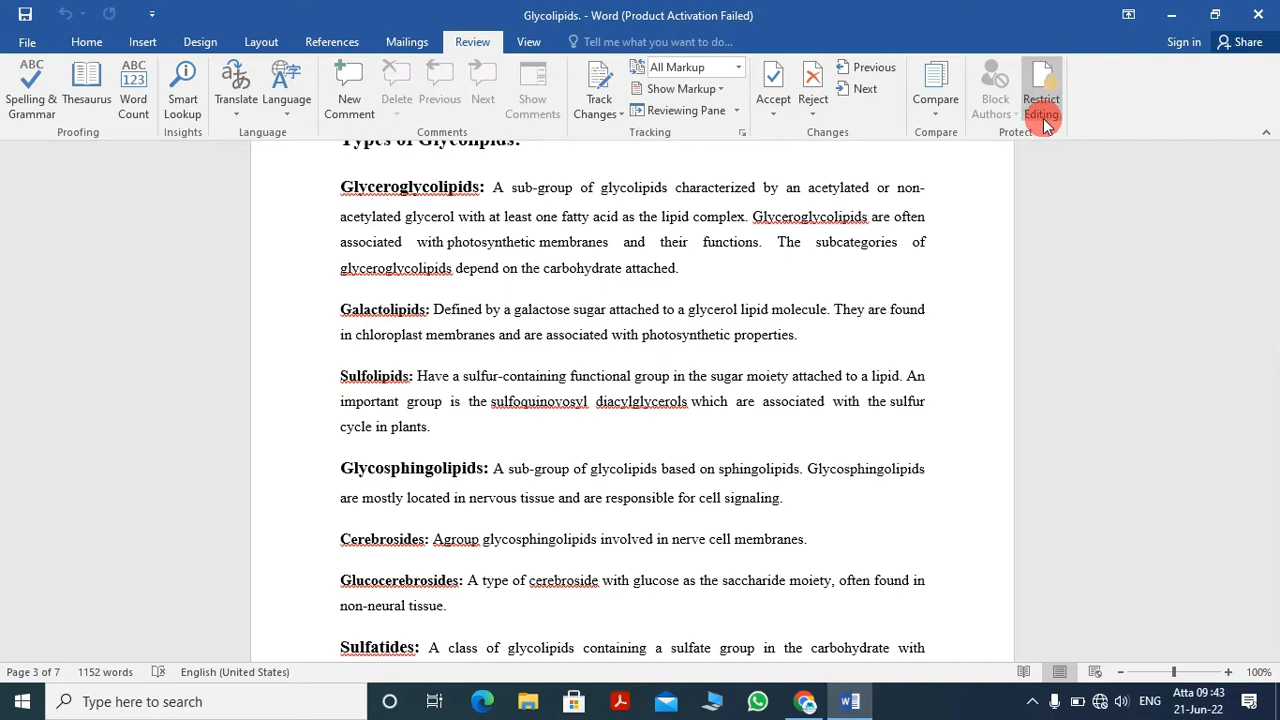 Glycolipids. - Word (Product Activation Failed)
File Home Insert Design Layout References Mailings Review View Tell me what you want to do... Sign in Share
ABC Spelling & Grammar
Thesaurus
ABC 123 Word Count
Smart Lookup
Translate
Language
New Comment
Delete
Previous
Next
Show Comments
Track Changes
All Markup
Show Markup
Reviewing Pane
Accept
Reject
Previous
Next
Compare
Block Authors
Restrict Editing
Proofing Insights Language Comments Tracking Changes Compare Protect
Types of Glycolipids:
Glyceroglycolipids: A sub-group of glycolipids characterized by an acetylated or non-
acetylated glycerol with at least one fatty acid as the lipid complex. Glyceroglycolipids are often
associated with photosynthetic membranes and their functions. The subcategories of
glyceroglycolipids depend on the carbohydrate attached.
Galactolipids: Defined by a galactose sugar attached to a glycerol lipid molecule. They are found
in chloroplast membranes and are associated with photosynthetic properties.
Sulfolipids: Have a sulfur-containing functional group in the sugar moiety attached to a lipid. An
important group is the sulfoquinovosyl diacylglycerols which are associated with the sulfur
cycle in plants.
Glycosphingolipids: A sub-group of glycolipids based on sphingolipids. Glycosphingolipids
are mostly located in nervous tissue and are responsible for cell signaling.
Cerebrosides: Agroup glycosphingolipids involved in nerve cell membranes.
Glucocerebrosides: A type of cerebroside with glucose as the saccharide moiety, often found in
non-neural tissue.
Sulfatides: A class of glycolipids containing a sulfate group in the carbohydrate with
Page 3 of 7 1152 words English (United States) 100%
Type here to search
ENG
Atta 09:43
21-Jun-22